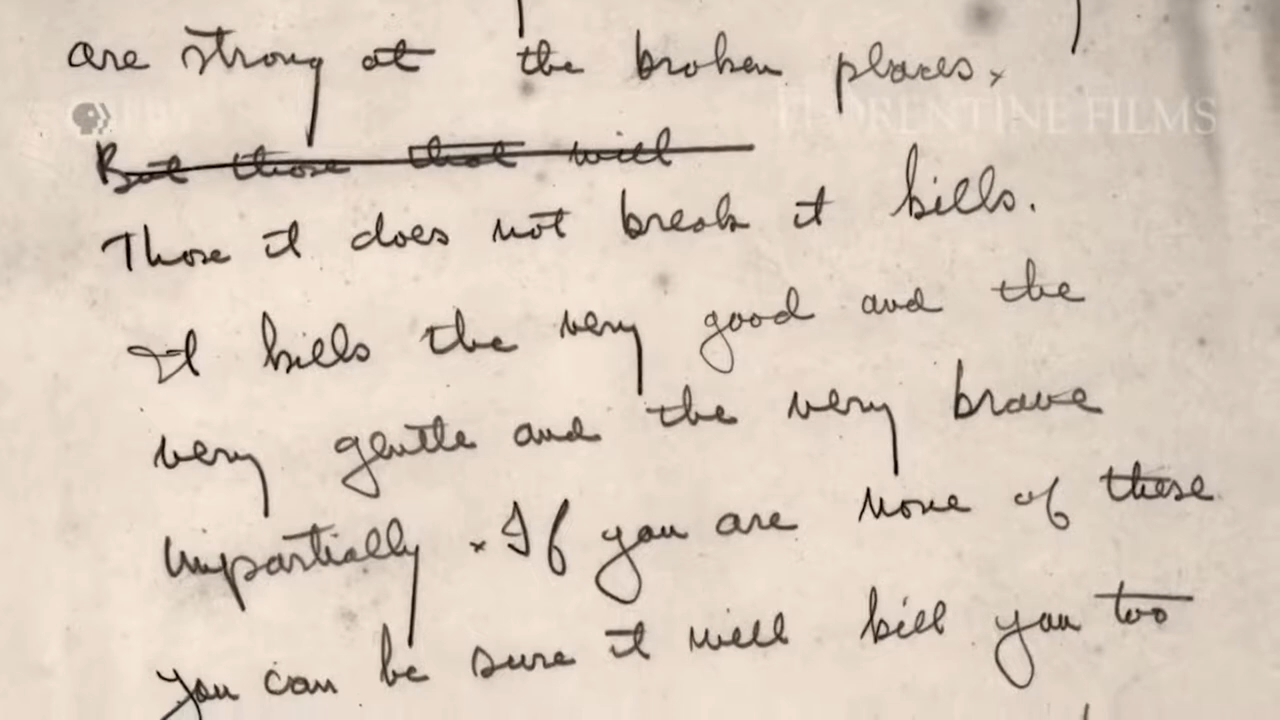 are strong at the broken places x
FLORENTINE FILMS
But those that will
Those it does not break it kills.
It kills the very good and the
very gentle and the very brave
impartially x If you are none of these
you can be sure it will kill you too